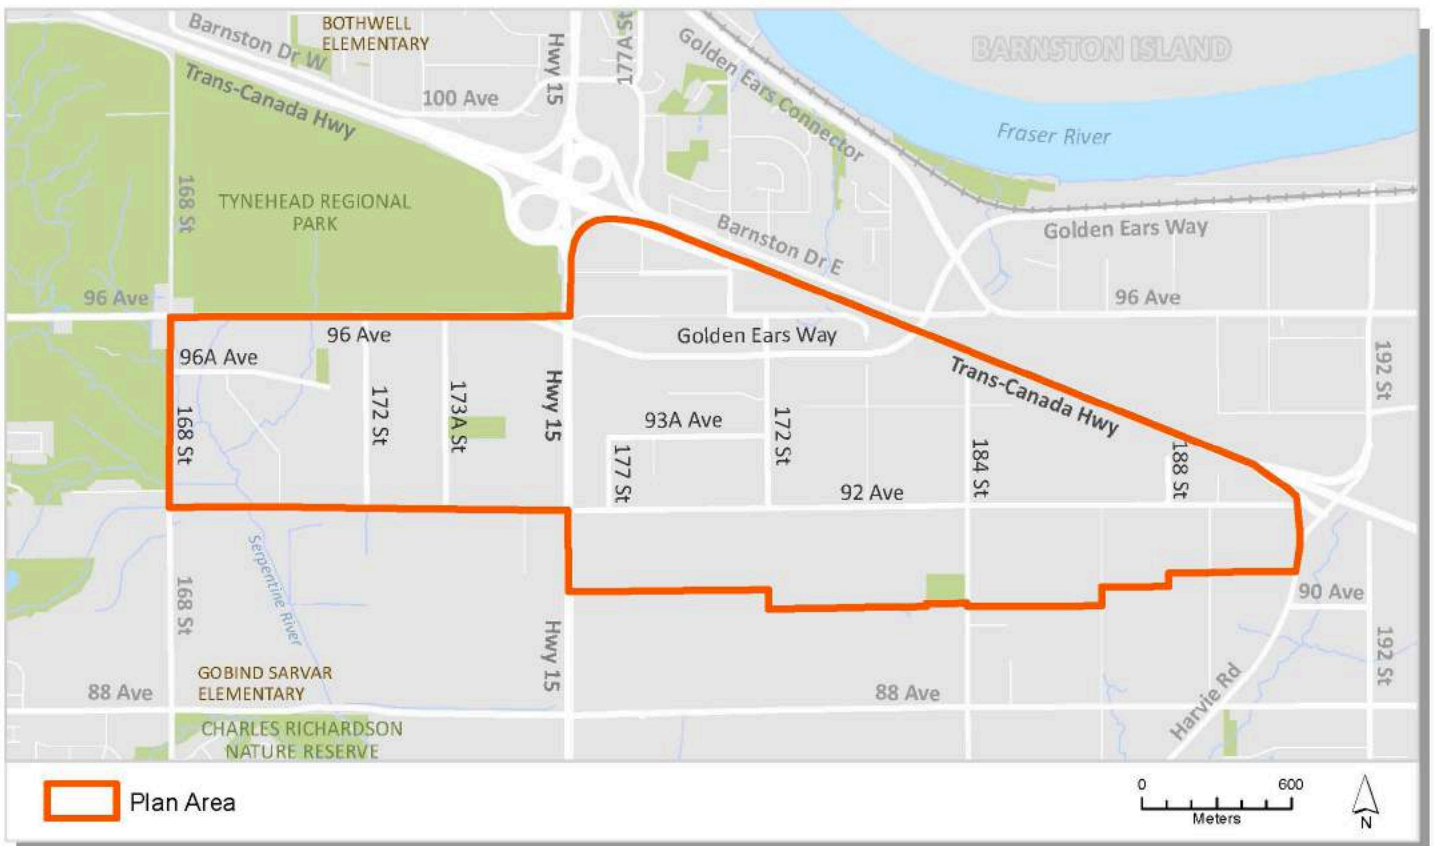 BOTHWELL
ELEMENTARY
Barnston Dr W
Hwy 15
177A St
Golden Ears Connector
BARNSTON ISLAND
Trans-Canada Hwy
100 Ave
Fraser River
168 St
TYNEHEAD REGIONAL
PARK
Barnston Dr E
Golden Ears Way
96 Ave
96 Ave
96 Ave
Golden Ears Way
96A Ave
192 St
Trans-Canada Hwy
168 St
172 St
173A St
Hwy 15
93A Ave
172 St
177 St
184 St
188 St
92 Ave
Serpentine River
168 St
90 Ave
Hwy 15
192 St
GOBIND SARVAR
ELEMENTARY
88 Ave
88 Ave
Harvie Rd
CHARLES RICHARDSON
NATURE RESERVE
Plan Area
0 600
Meters
N